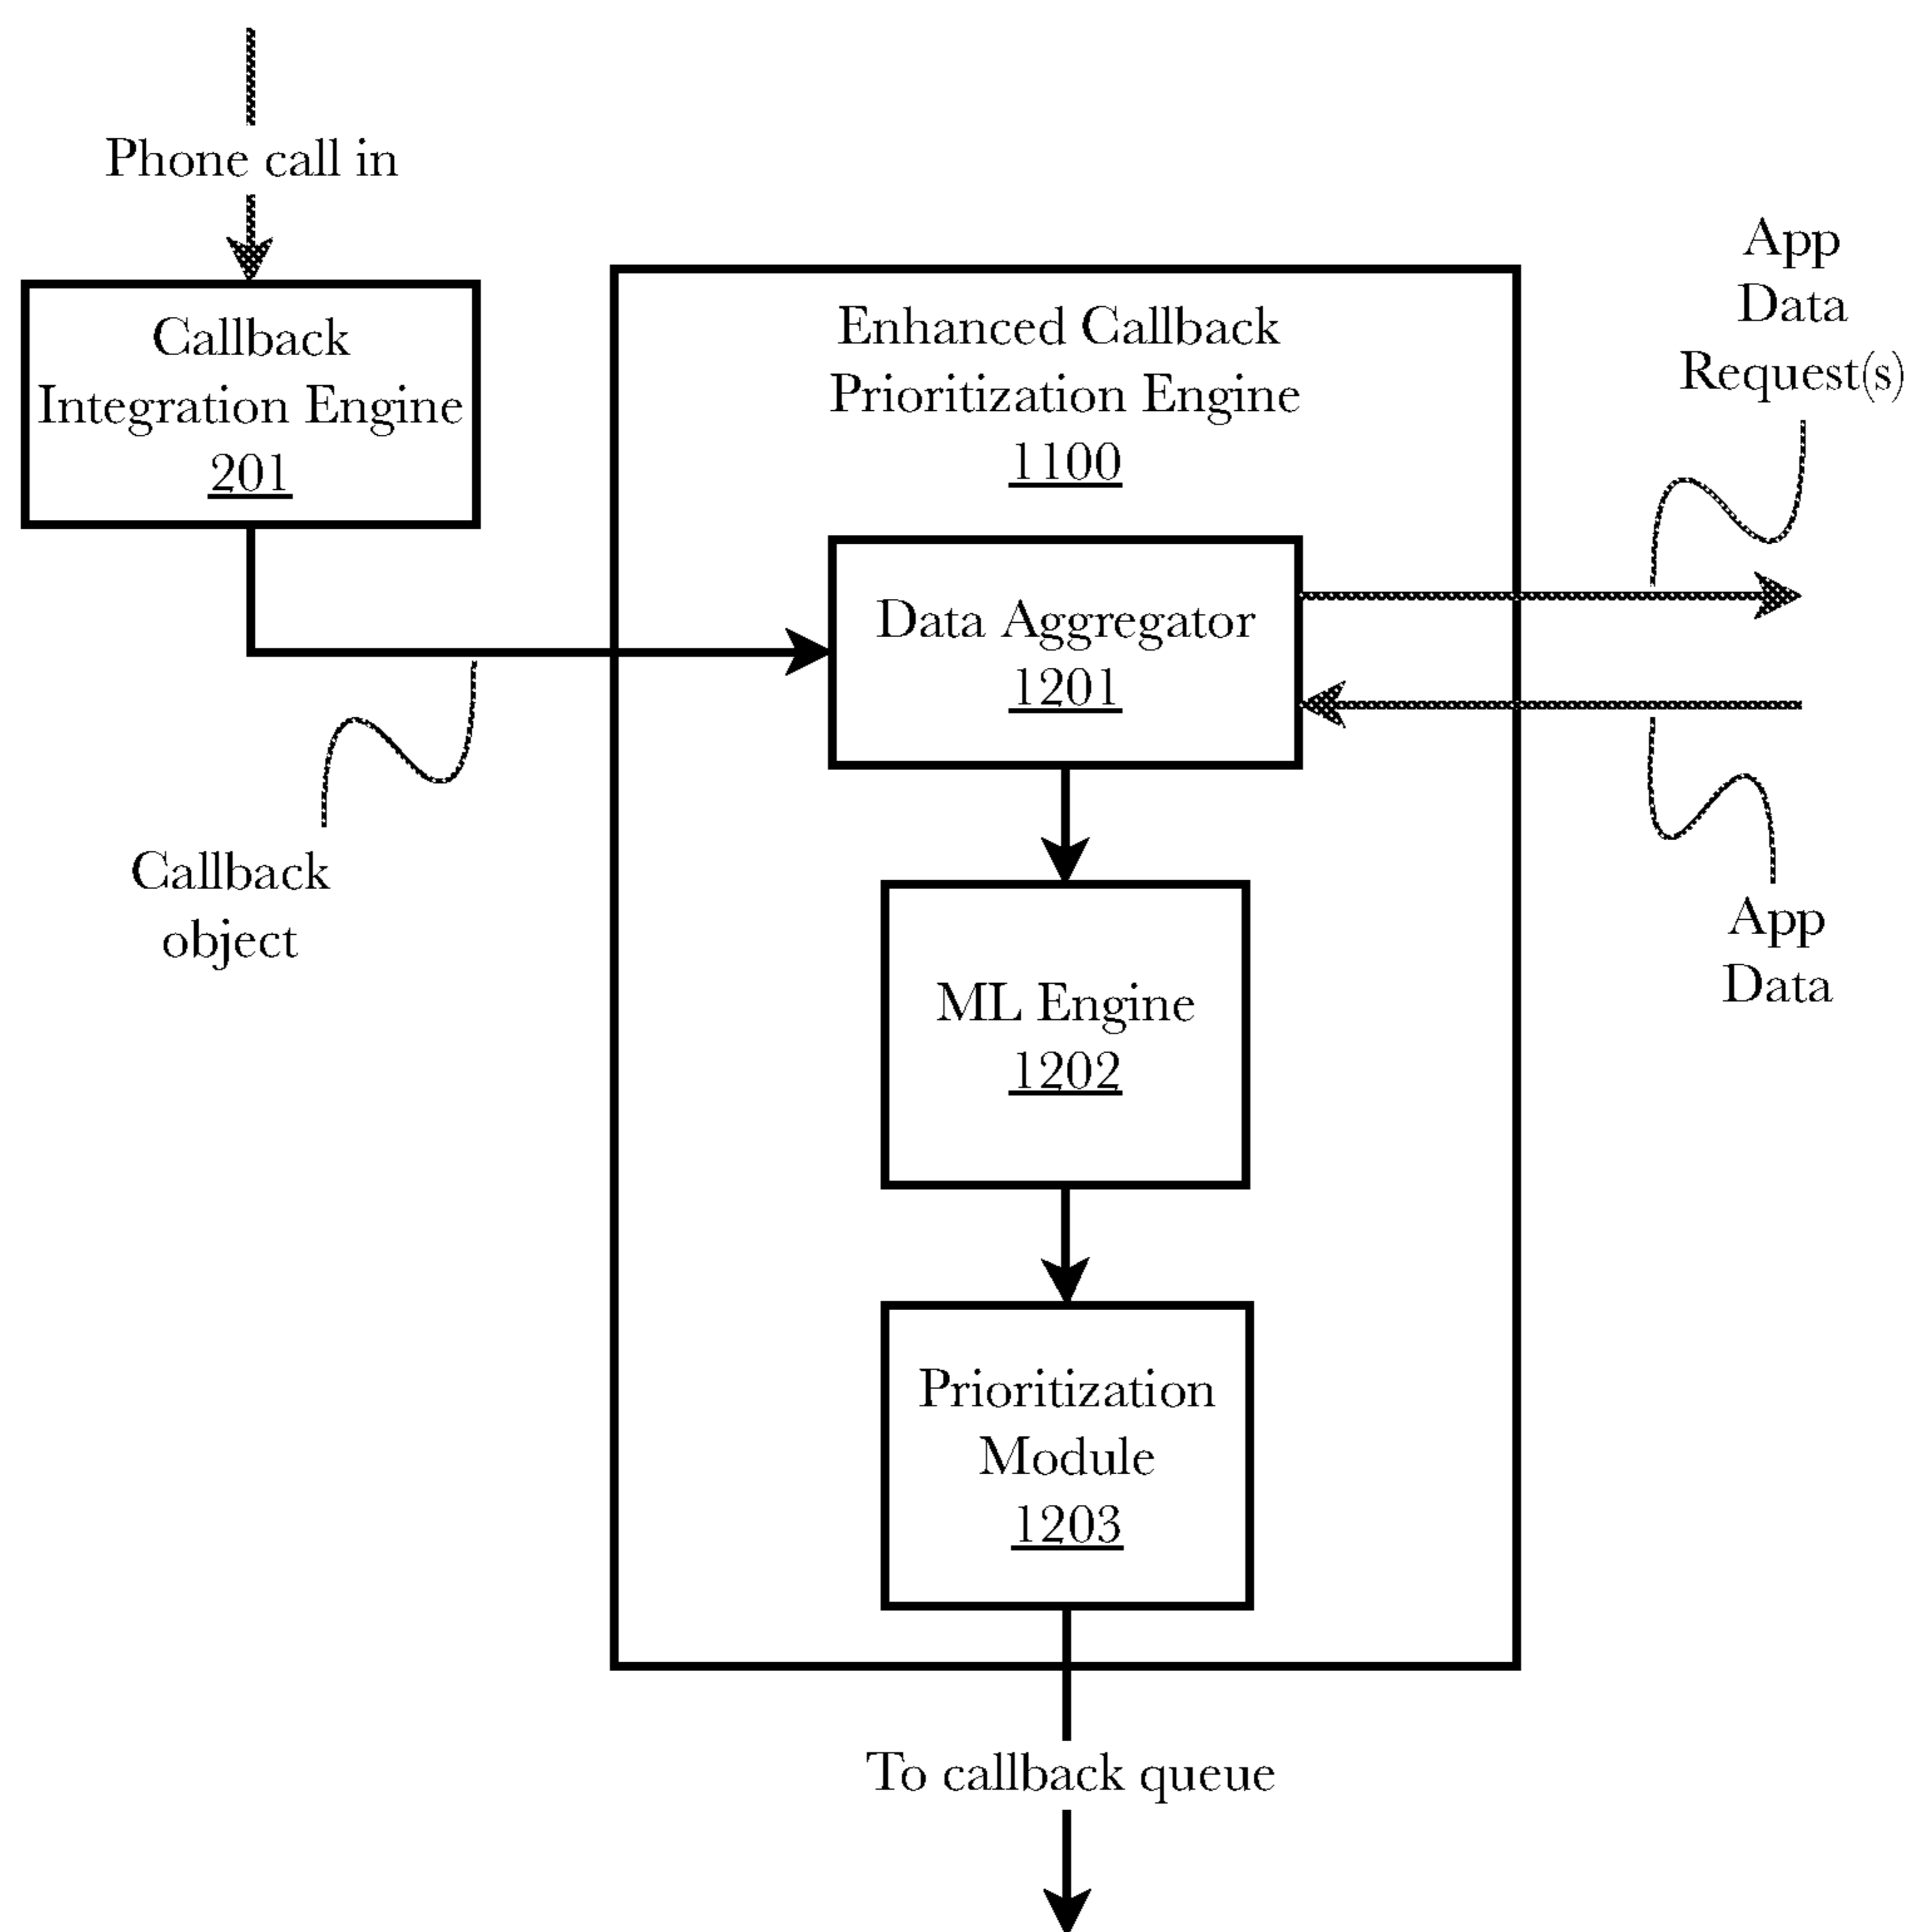 Phone call in
Callback
Integration Engine
201
Callback
object
Enhanced Callback
Prioritization Engine
1100
Data Aggregator
1201
ML Engine
1202
Prioritization
Module
1203
To callback queue
App
Data
Request(s)
App
Data